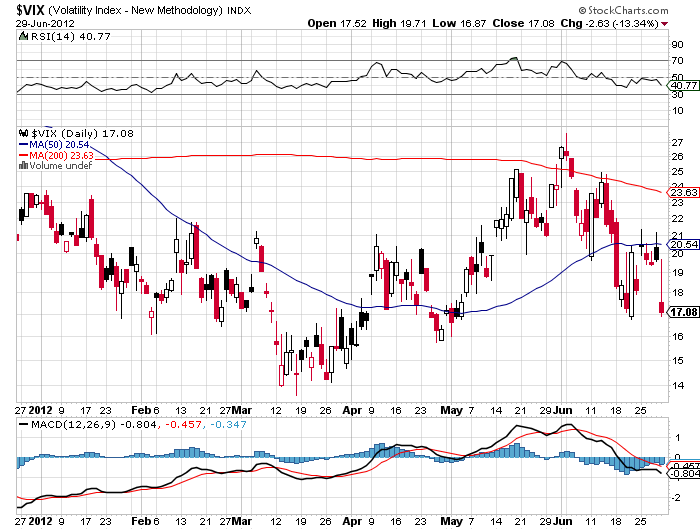 $VIX (Volatility Index - New Methodology) INDX © StockCharts.com
29-Jun-2012 Open 17.52 High 19.71 Low 16.87 Close 17.08 Chg -2.63 (-13.34%)
RSI(14) 40.77
90
70
50
40.77
30
10
$VIX (Daily) 17.08
MA(50) 20.54
MA(200) 23.63
Volume undef
27
26
25
24
23.63
23
22
21
20.54
20
19
18
17.08
16
15
14
27 2012 9 17 23 Feb 6 13 21 27 Mar 12 19 26 Apr 9 16 23 May 7 14 21 29 Jun 11 18 25
MACD(12,26,9) -0.804, -0.457, -0.347
1
0
-0.457
-0.804
-2
27 2012 9 17 23 Feb 6 13 21 27 Mar 12 19 26 Apr 9 16 23 May 7 14 21 29 Jun 11 18 25